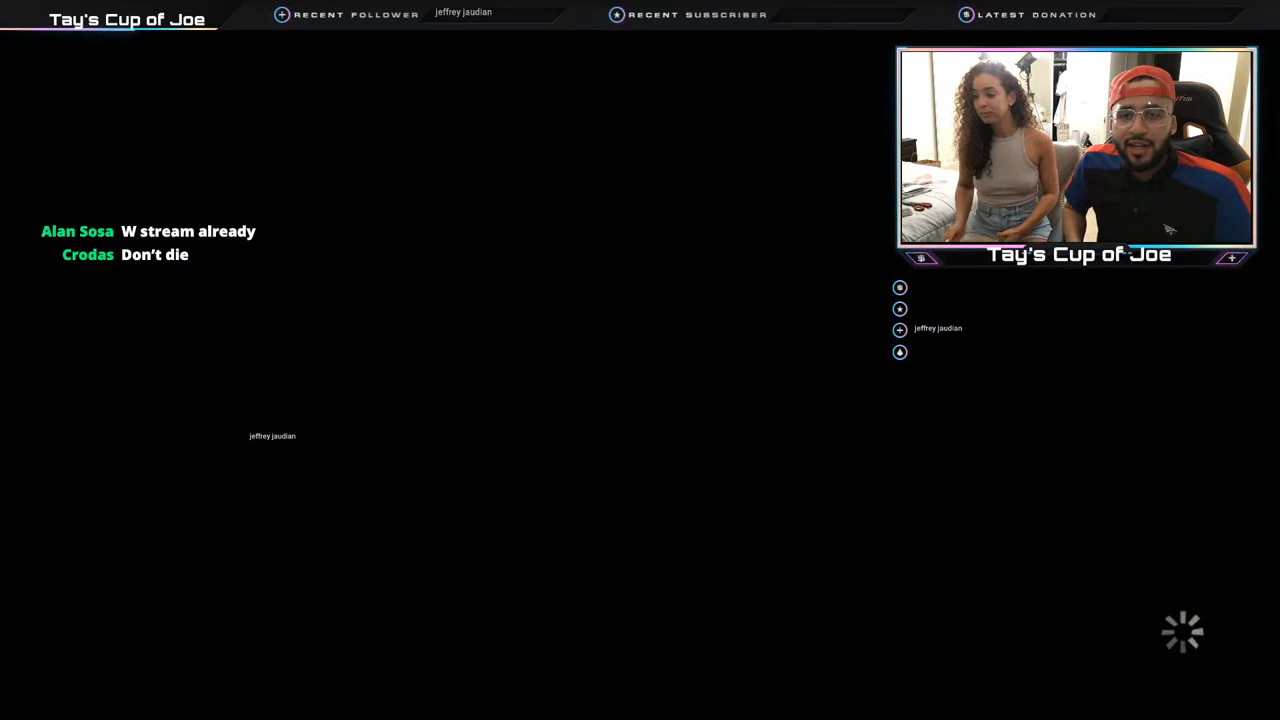 Tay's Cup of Joe
RECENT FOLLOWER jeffrey jaudian
RECENT SUBSCRIBER
LATEST DONATION
Alan Sosa W stream already
Crodas Don’t die
Tay's Cup of Joe
jeffrey jaudian
jeffrey jaudian